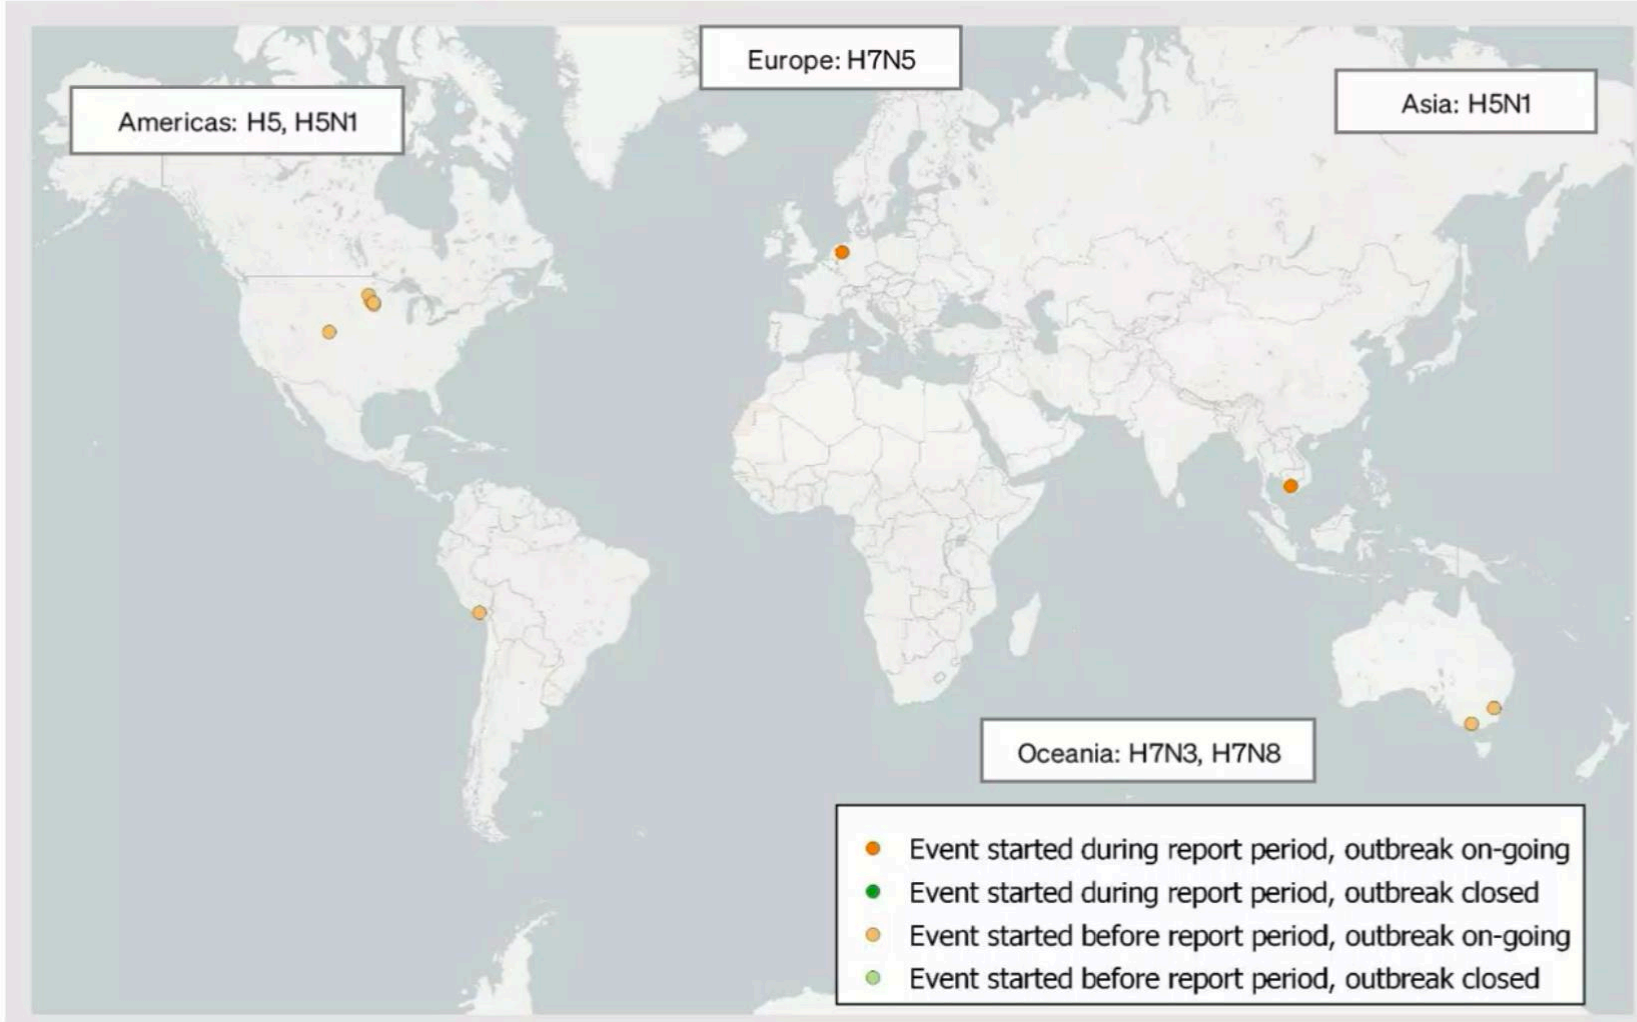 Europe: H7N5
Asia: H5N1
Americas: H5, H5N1
Oceania: H7N3, H7N8
Event started during report period, outbreak on-going
Event started during report period, outbreak closed
Event started before report period, outbreak on-going
Event started before report period, outbreak closed